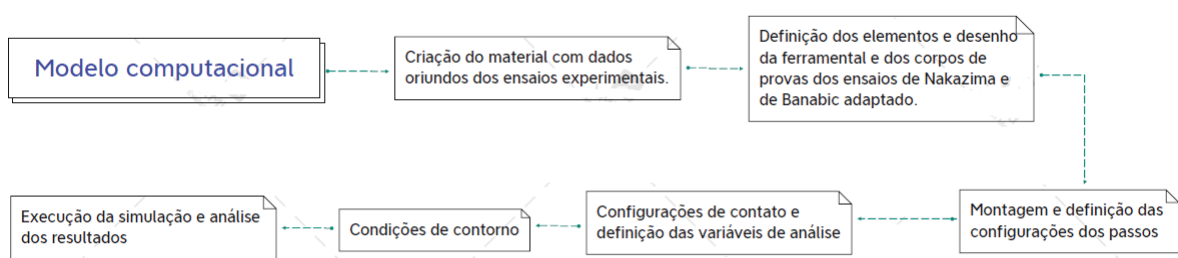 Modelo computacional
Criação do material com dados
oriundos dos ensaios experimentais.
Definição dos elementos e desenho
da ferramental e dos corpos de
provas dos ensaios de Nakazima e
de Banabic adaptado.
Montagem e definição das
configurações dos passos
Configurações de contato e
definição das variáveis de análise
Condições de contorno
Execução da simulação e análise
dos resultados